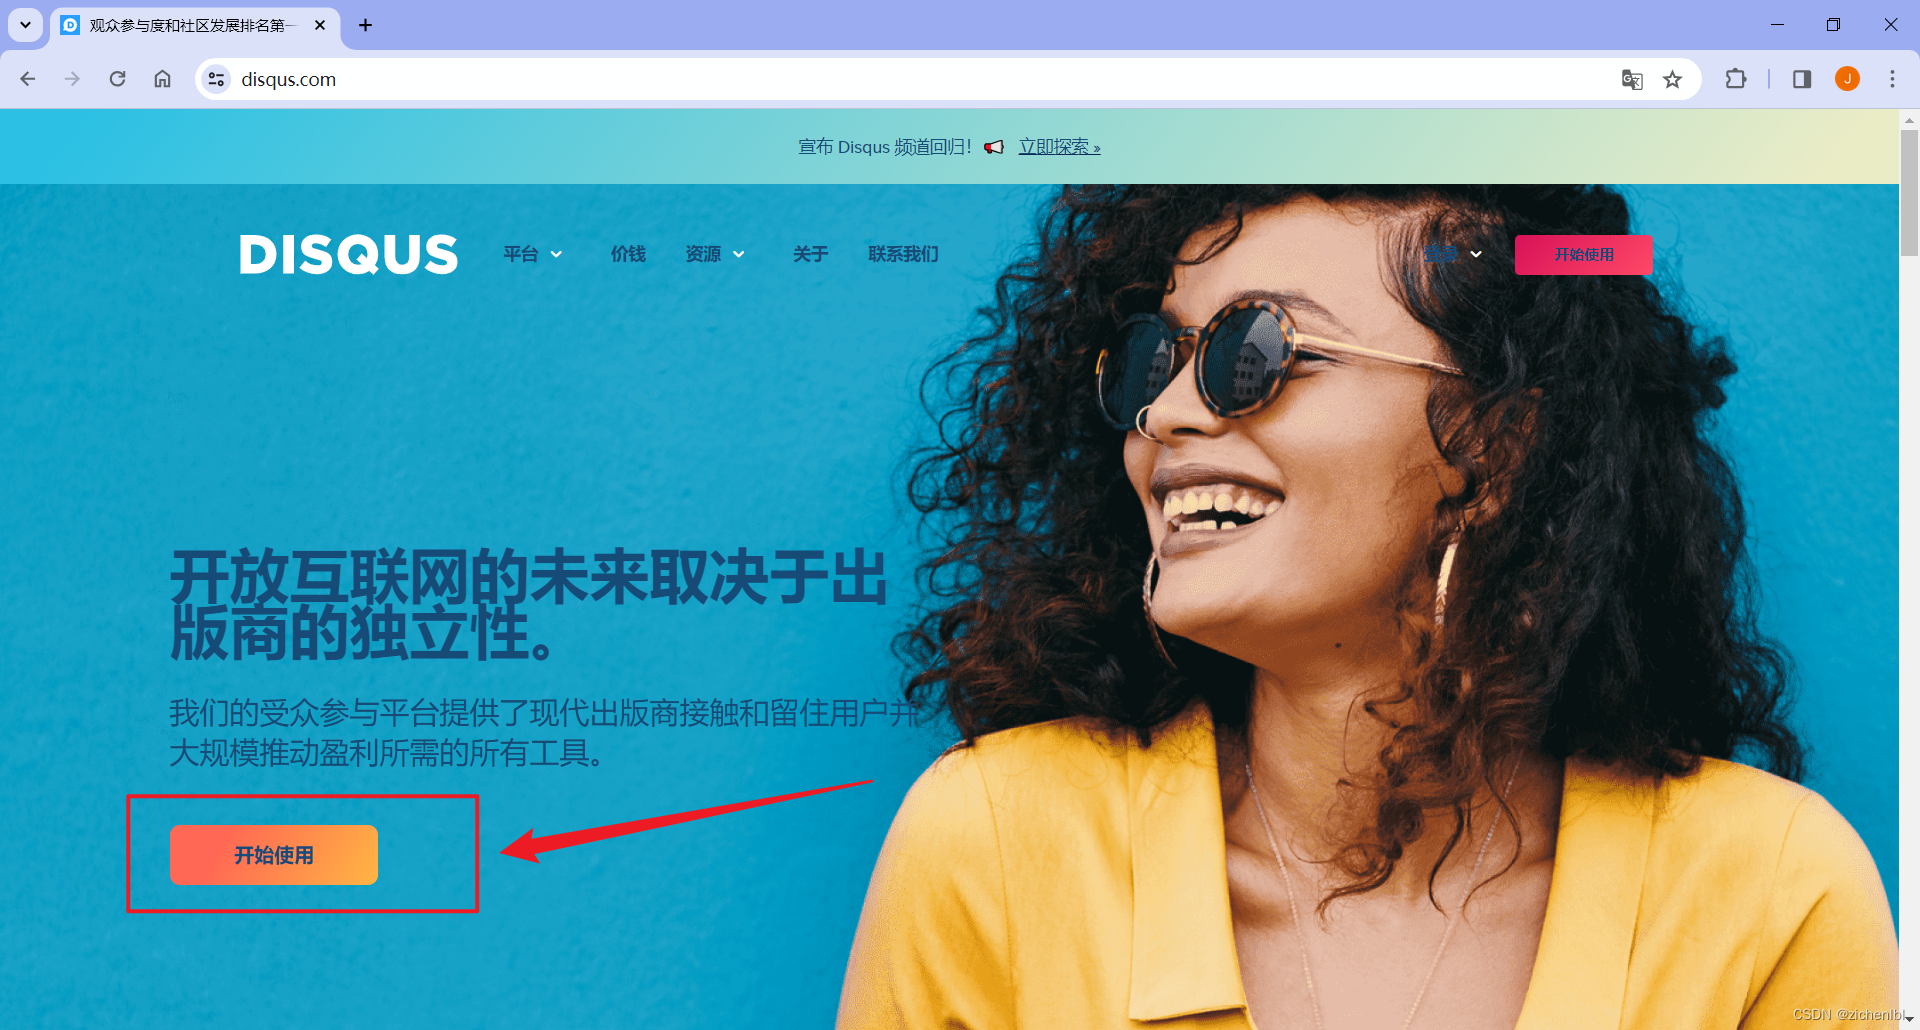 观众参与度和社区发展排名第一
disqus.com
J
宣布 Disqus 频道回归！ 立即探索 »
DISQUS 平台 价钱 资源 关于 联系我们 登录 开始使用
开放互联网的未来取决于出
版商的独立性。
我们的受众参与平台提供了现代出版商接触和留住用户并
大规模推动盈利所需的所有工具。
开始使用
CSDN @zichenlbl